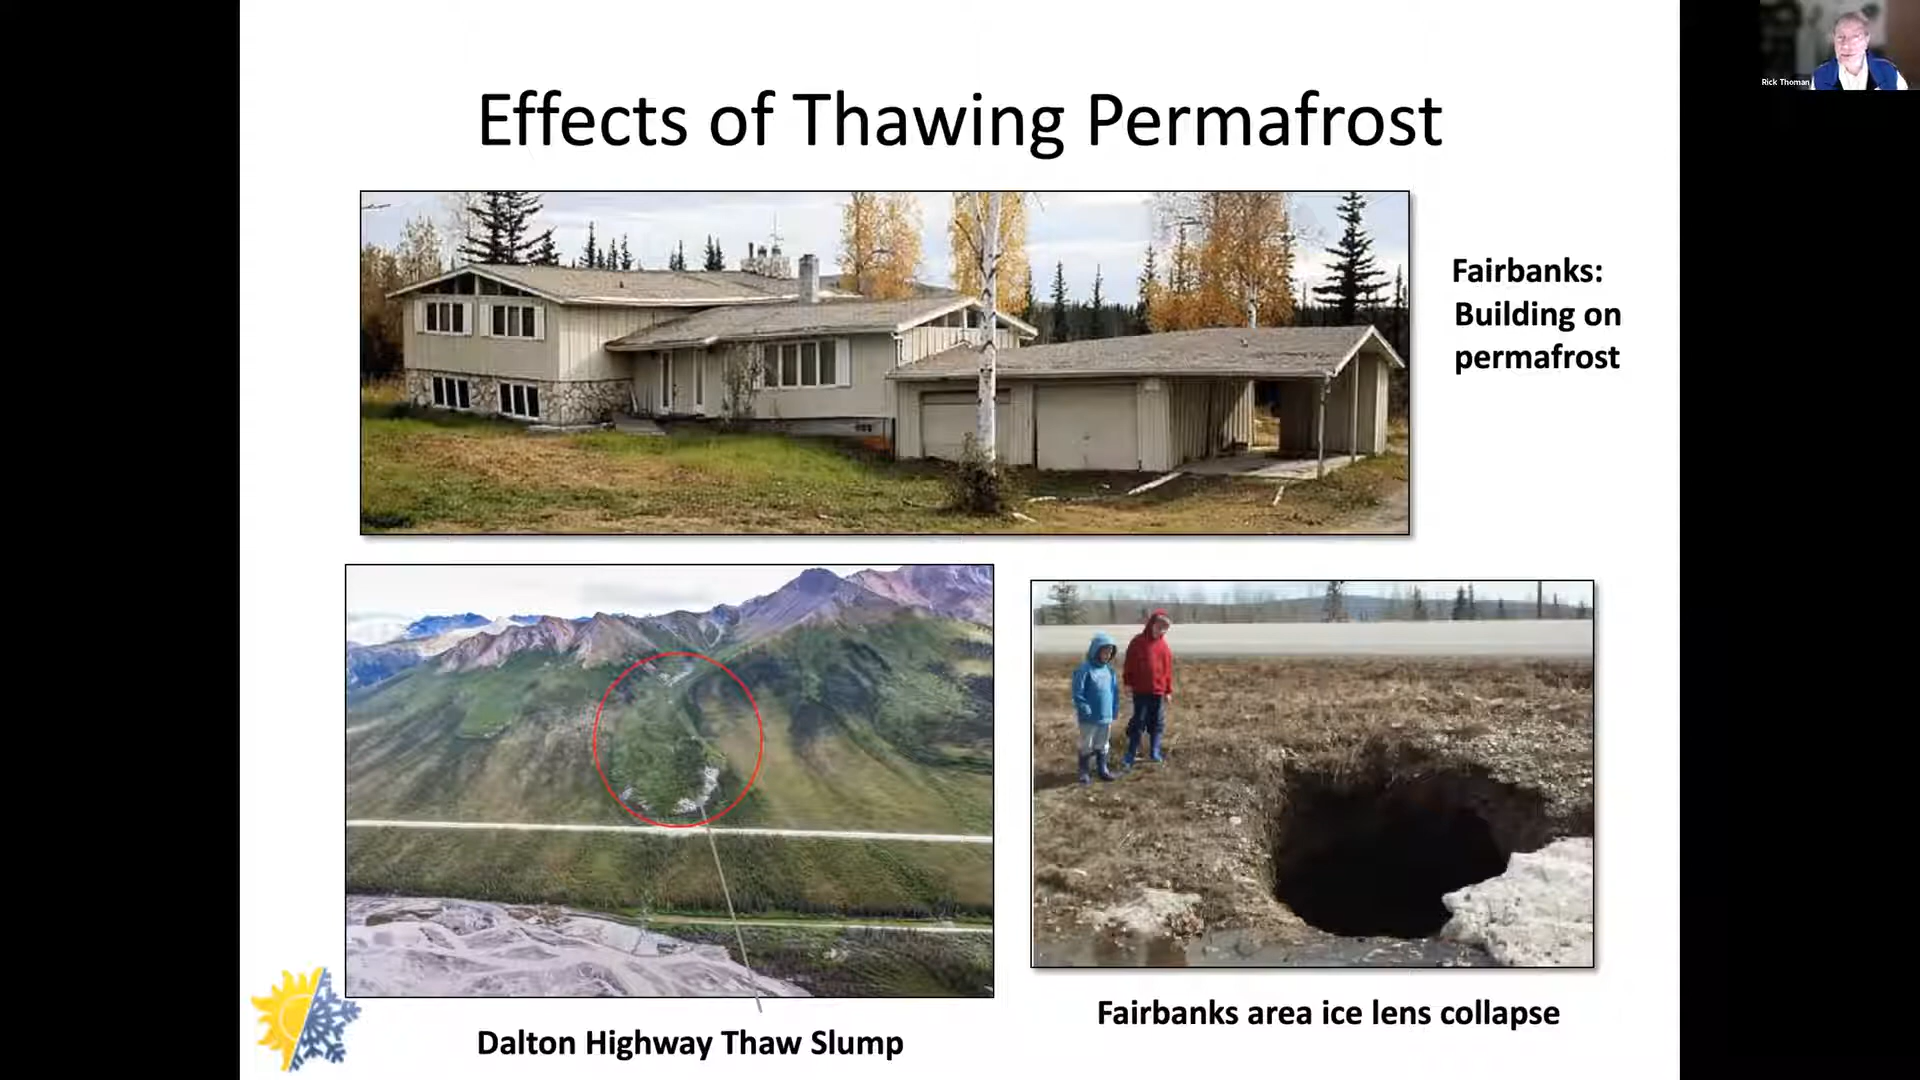 Rick Thoman
Effects of Thawing Permafrost
Fairbanks:
Building on
permafrost
Dalton Highway Thaw Slump
Fairbanks area ice lens collapse